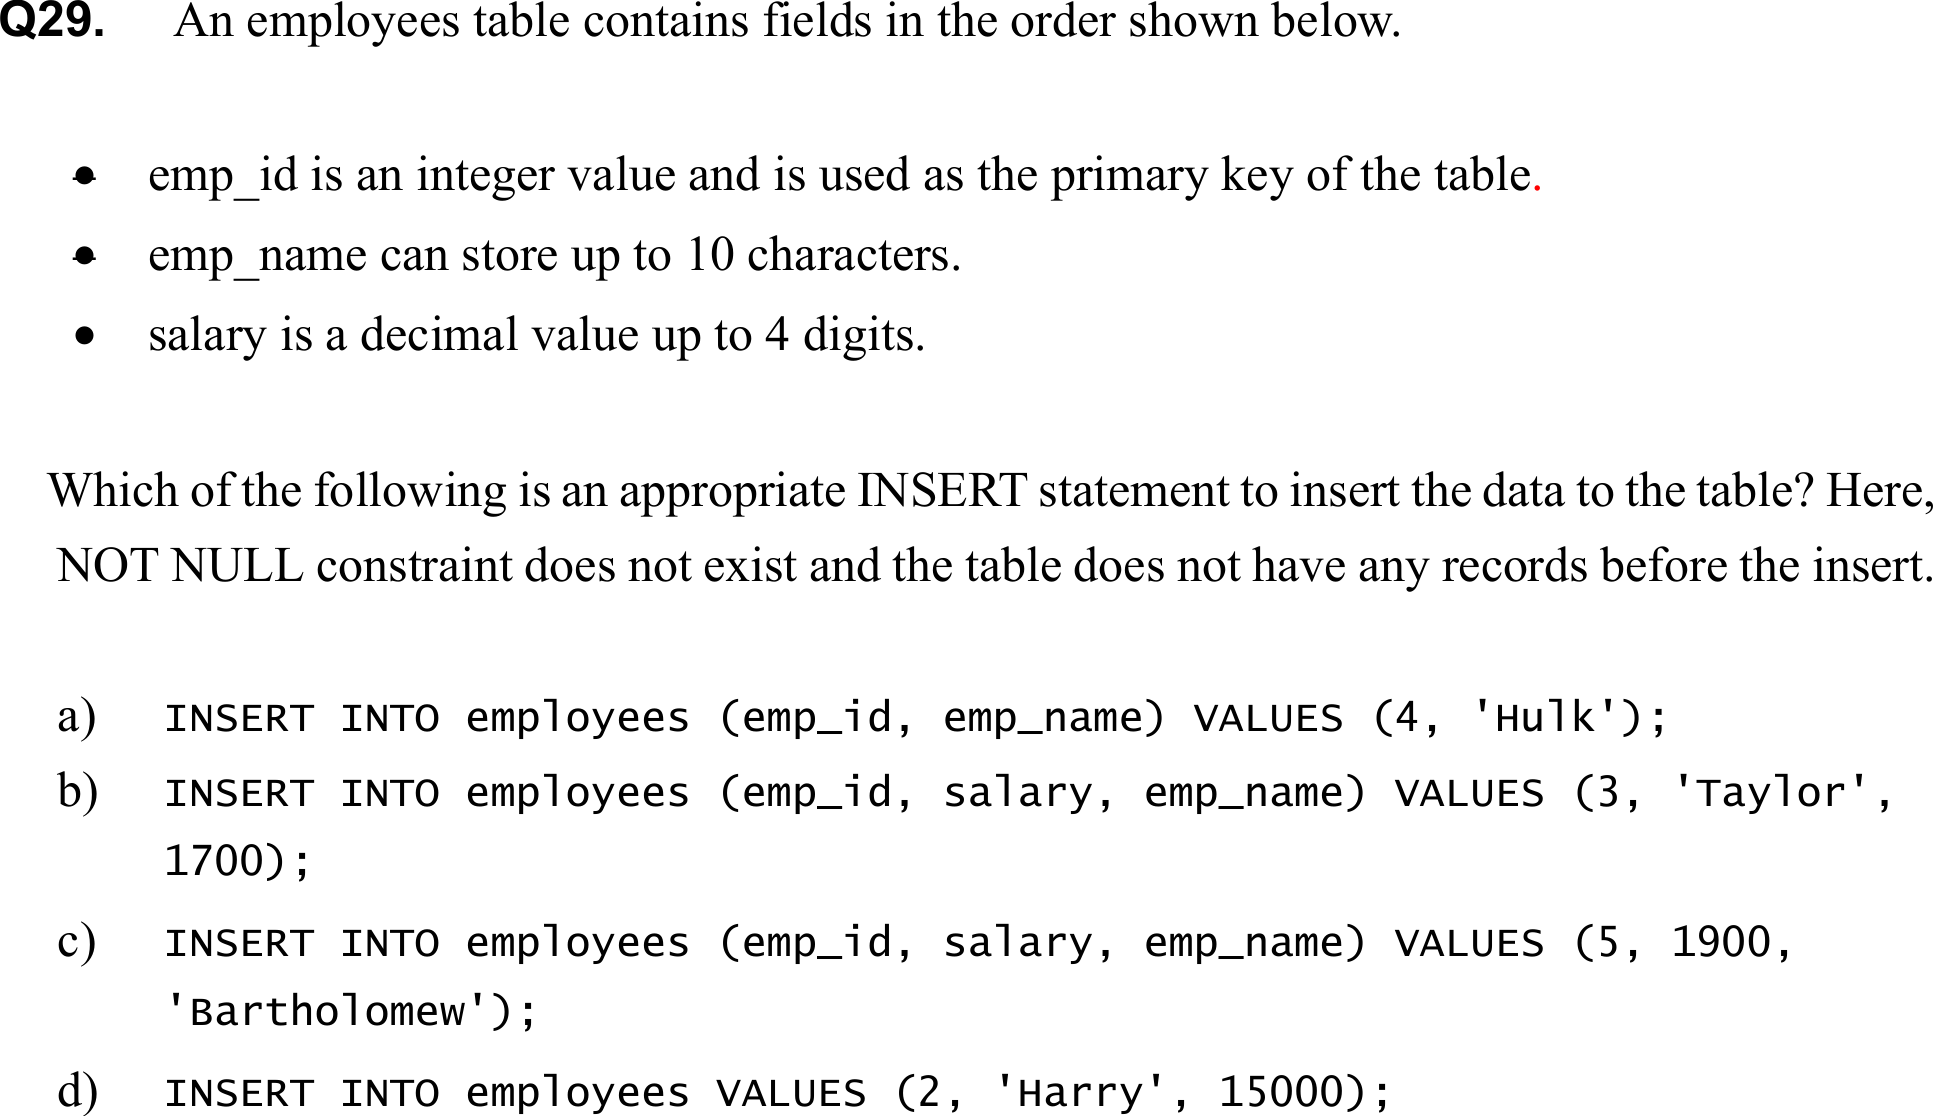 Q29. An employees table contains fields in the order shown below.
• emp_id is an integer value and is used as the primary key of the table.
• emp_name can store up to 10 characters.
• salary is a decimal value up to 4 digits.
Which of the following is an appropriate INSERT statement to insert the data to the table? Here,
NOT NULL constraint does not exist and the table does not have any records before the insert.
a) INSERT INTO employees (emp_id, emp_name) VALUES (4, 'Hulk');
b) INSERT INTO employees (emp_id, salary, emp_name) VALUES (3, 'Taylor',
1700);
c) INSERT INTO employees (emp_id, salary, emp_name) VALUES (5, 1900,
'Bartholomew');
d) INSERT INTO employees VALUES (2, 'Harry', 15000);